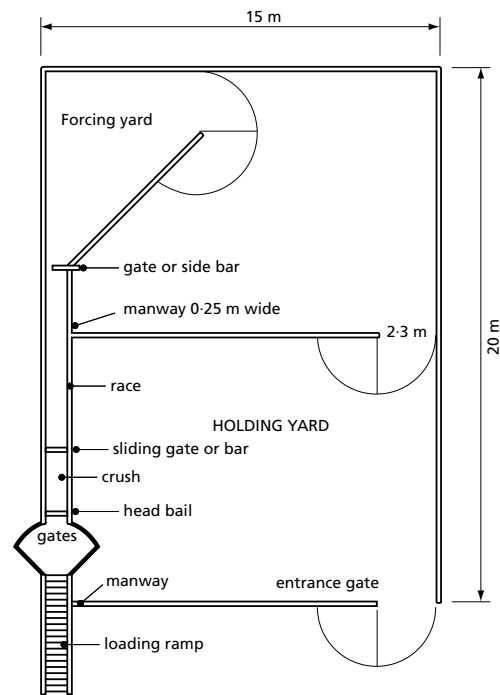 15 m
Forcing yard
gate or side bar
manway 0·25 m wide
2·3 m
20 m
race
HOLDING YARD
sliding gate or bar
crush
head bail
gates
manway
entrance gate
loading ramp